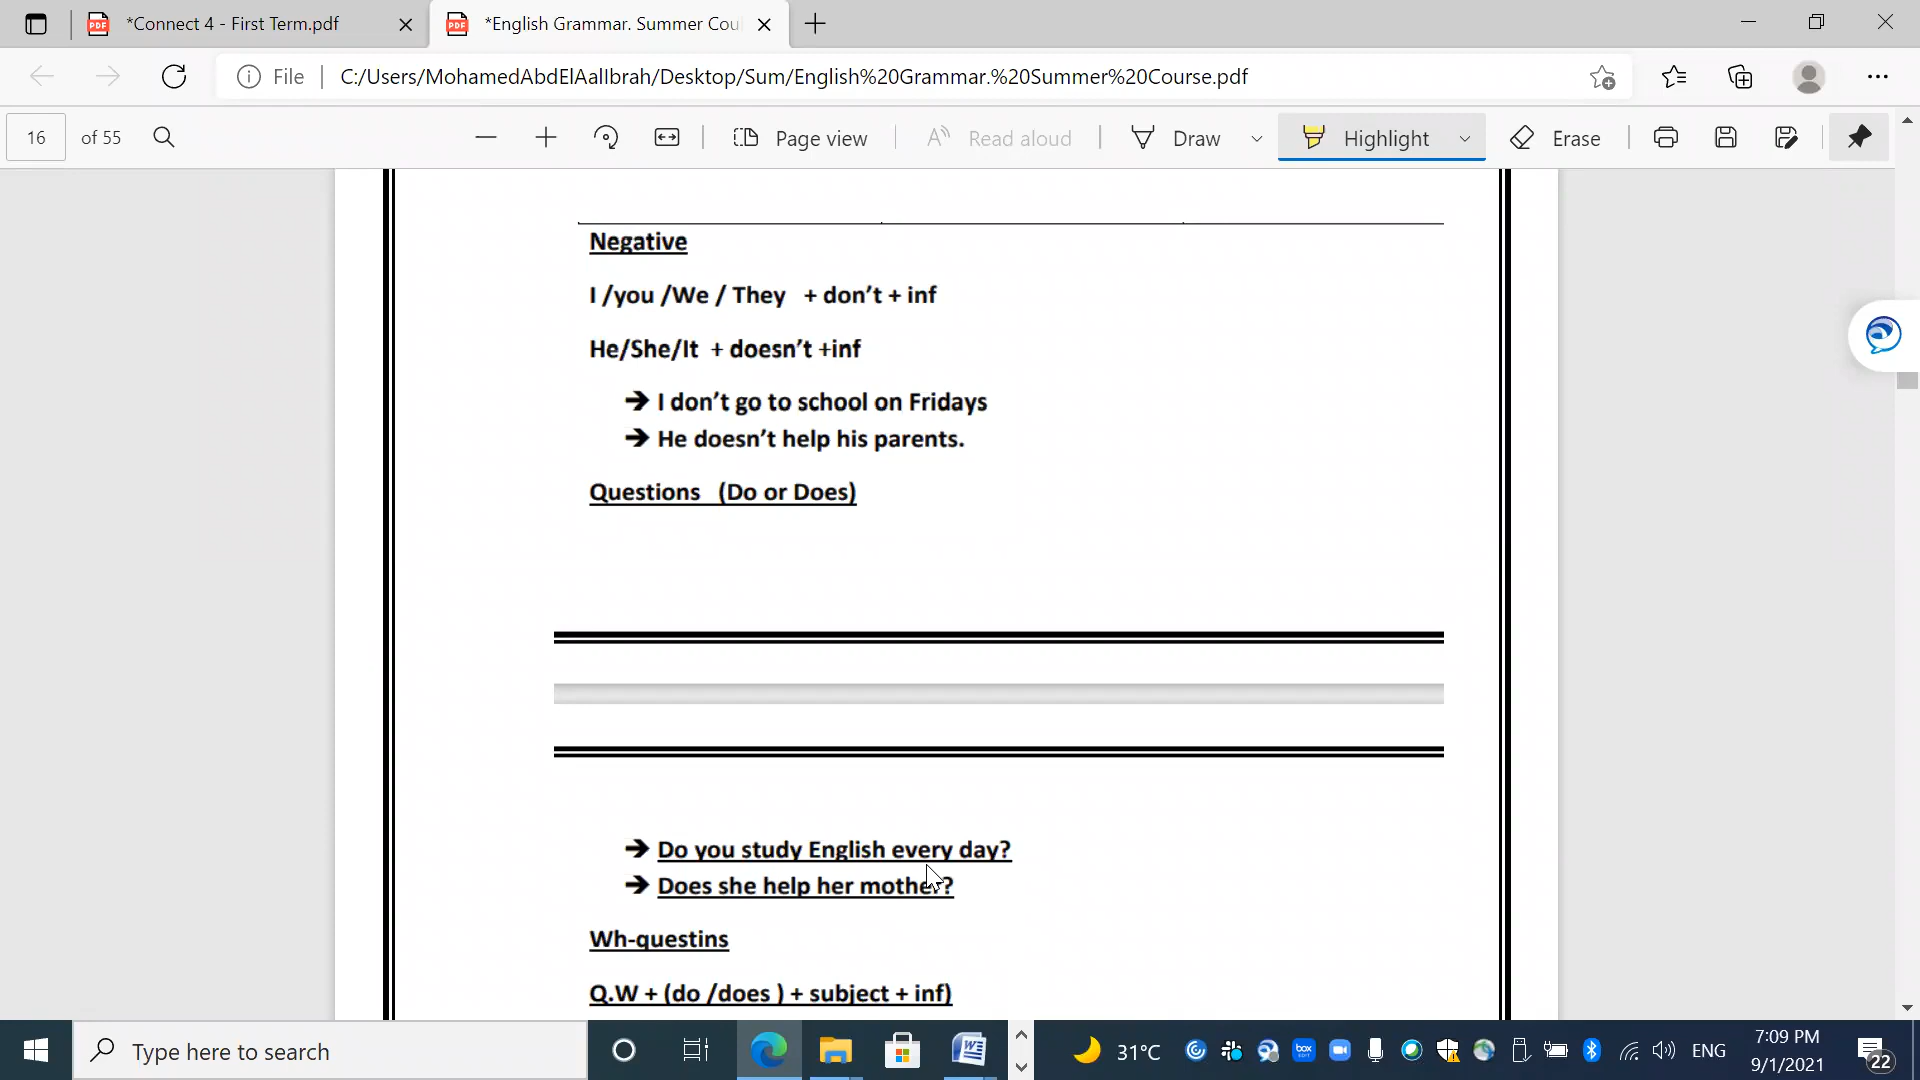 *Connect 4 - First Term.pdf
*English Grammar. Summer Cou
File
C:/Users/MohamedAbdElAalIbrah/Desktop/Sum/English%20Grammar.%20Summer%20Course.pdf
16 of 55
Page view
Read aloud
Draw
Highlight
Erase
Negative
I /you /We / They + don't + inf
He/She/It + doesn't +inf
➔ I don't go to school on Fridays
➔ He doesn't help his parents.
Questions (Do or Does)
➔ Do you study English every day?
➔ Does she help her mother?
Wh-questins
Q.W + (do /does ) + subject + inf)
Type here to search
31°C
box
ENG
7:09 PM
9/1/2021
22